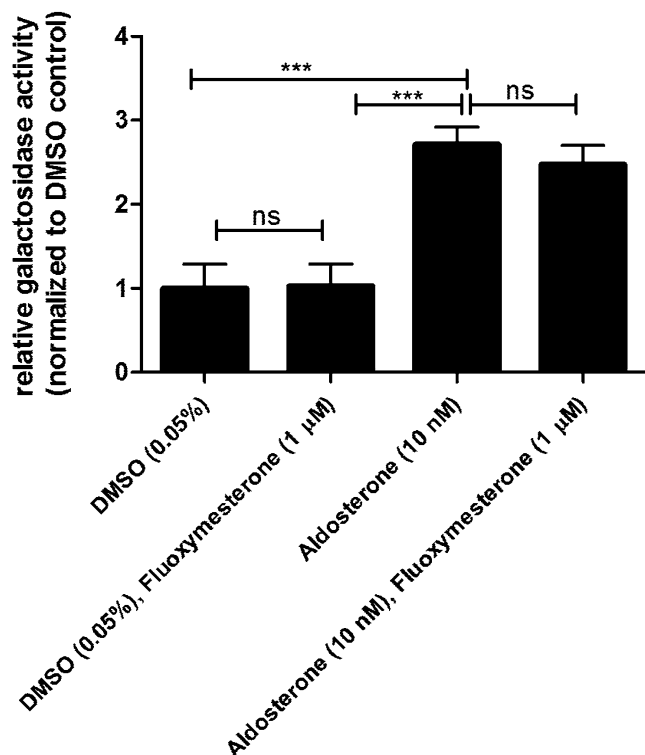 relative galactosidase activity
(normalized to DMSO control)
4
3
2
1
0
***
***
ns
ns
DMSO (0.05%)
DMSO (0.05%), Fluoxymesterone (1 μM)
Aldosterone (10 nM)
Aldosterone (10 nM), Fluoxymesterone (1 μM)